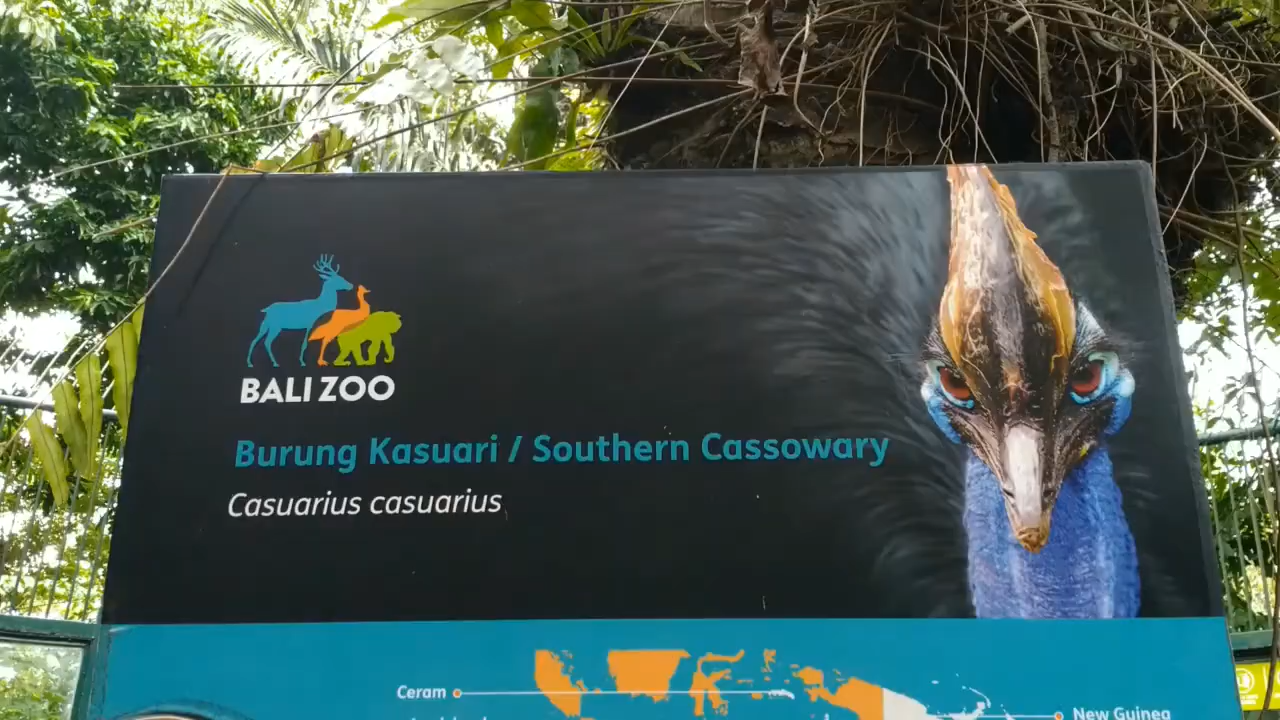 BALI ZOO
Burung Kasuari / Southern Cassowary
Casuarius casuarius
Ceram
New Guinea